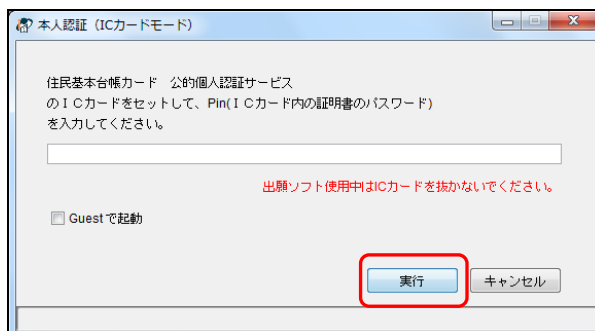 本人認証（ICカードモード）
住民基本台帳カード　公的個人認証サービス
のＩＣカードをセットして、Pin(ＩＣカード内の証明書のパスワード)
を入力してください。
出願ソフト使用中はICカードを抜かないでください。
Guestで起動
実行
キャンセル